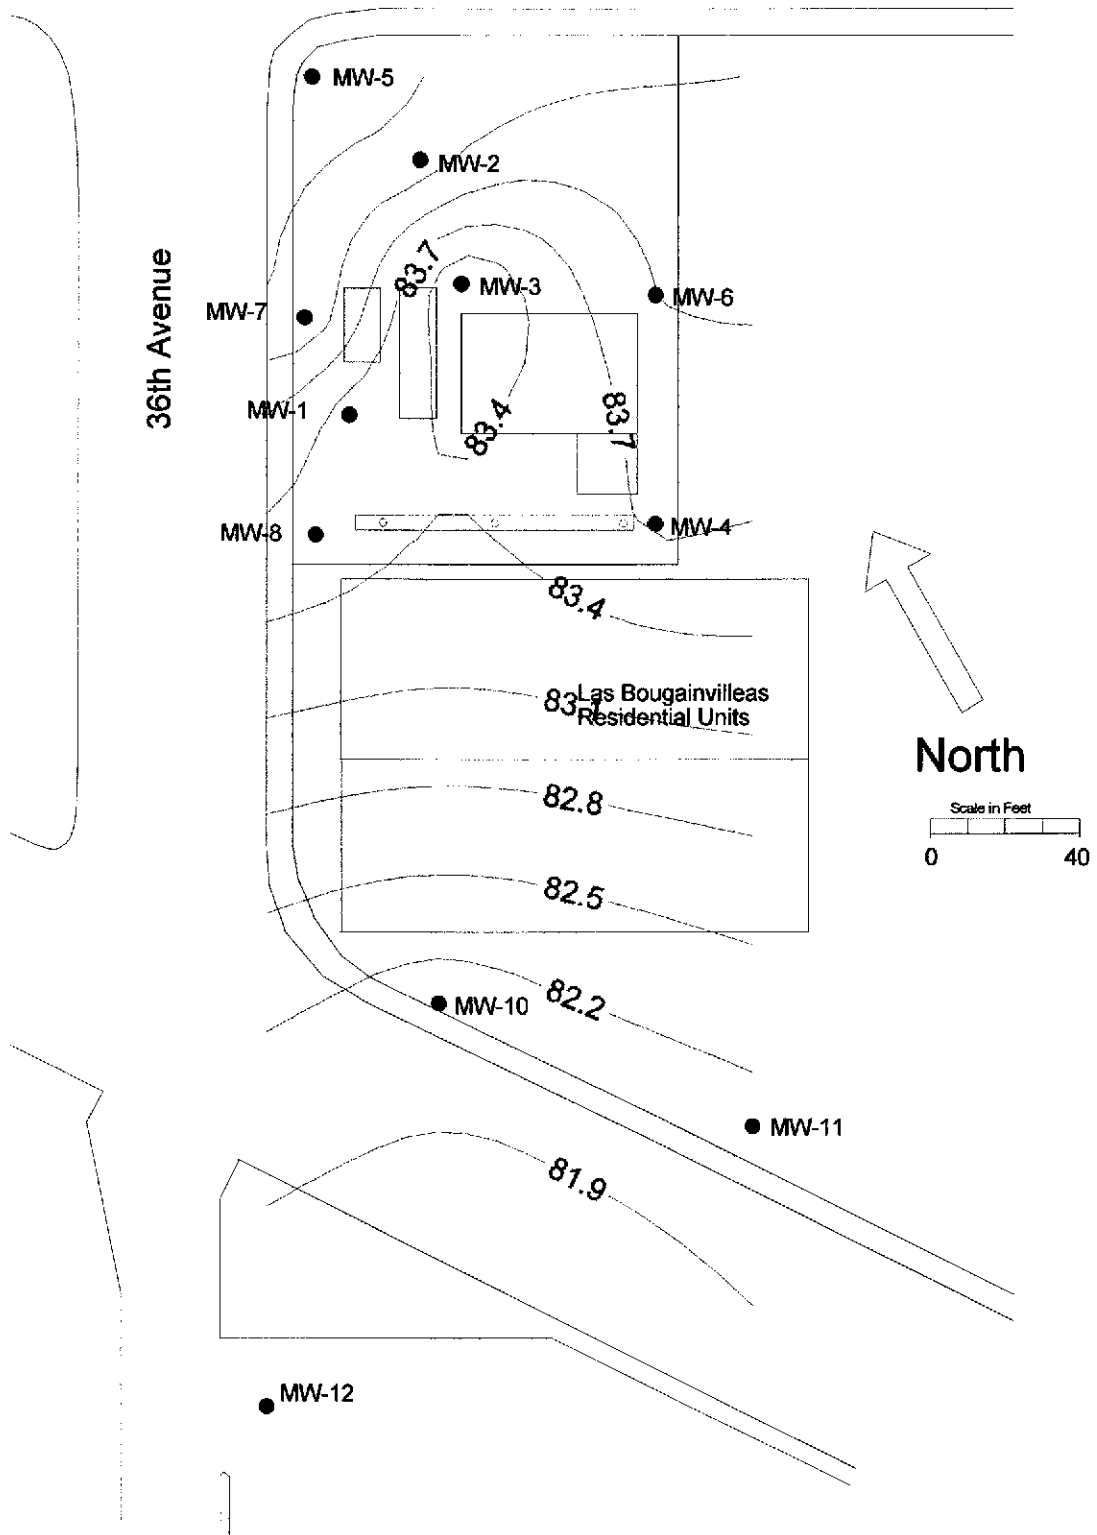 MW-5
MW-2
36th Avenue
83.7
MW-3
MW-6
MW-7
MW-1
83.4
83.7
MW-8
MW-4
83.4
Las Bougainvilleas
83.1
Residential Units
North
82.8
Scale in Feet
0 40
82.5
82.2
MW-10
MW-11
81.9
MW-12